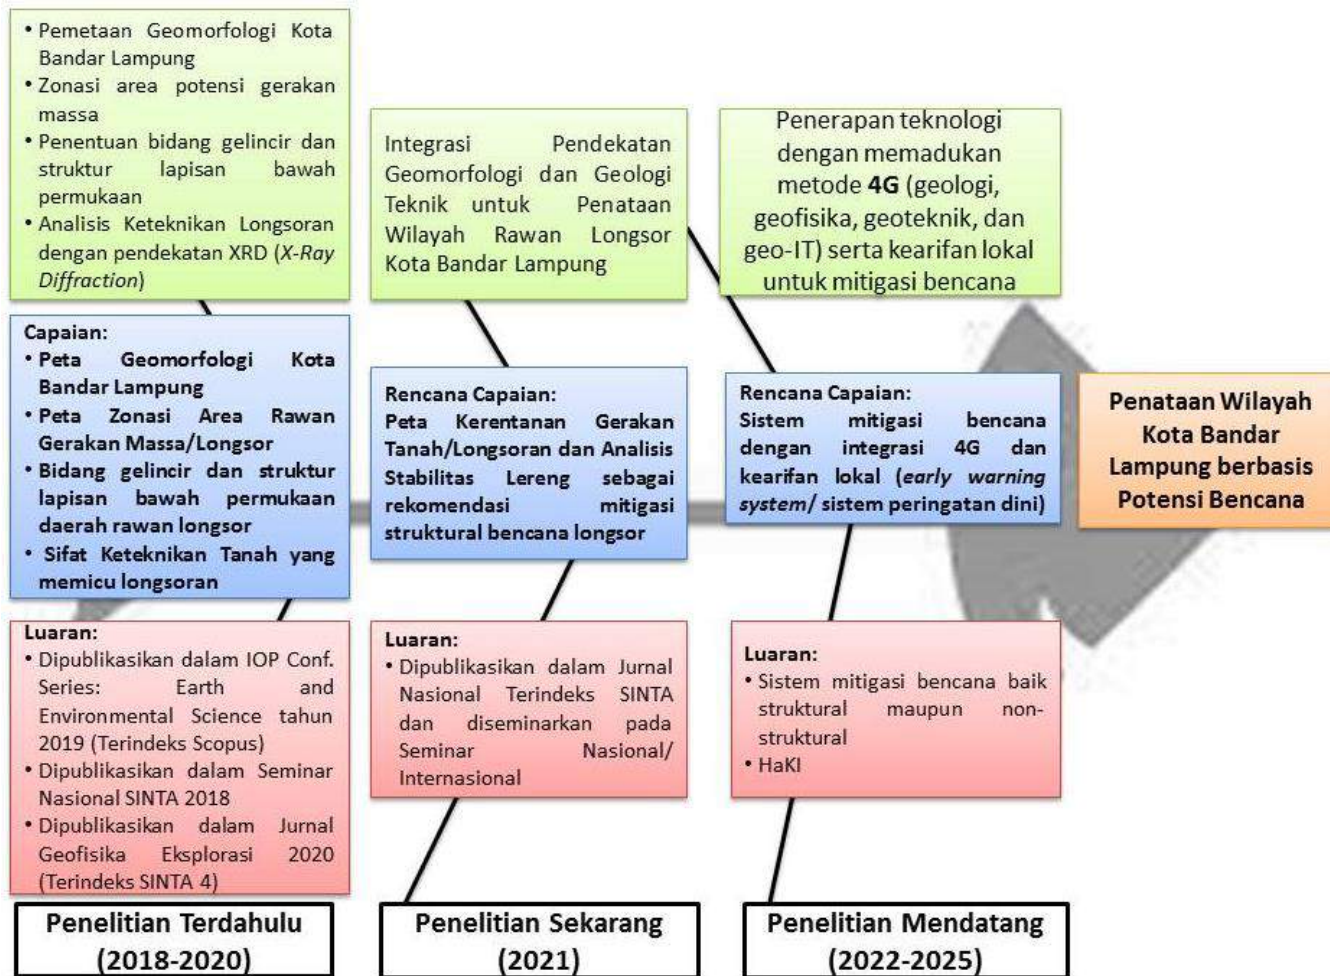 • Pemetaan Geomorfologi Kota
Bandar Lampung
• Zonasi area potensi gerakan
massa
• Penentuan bidang gelincir dan
struktur lapisan bawah
permukaan
• Analisis Keteknikan Longsoran
dengan pendekatan XRD (X-Ray
Diffraction)
Capaian:
• Peta Geomorfologi Kota
Bandar Lampung
• Peta Zonasi Area Rawan
Gerakan Massa/Longsor
• Bidang gelincir dan struktur
lapisan bawah permukaan
daerah rawan longsor
• Sifat Keteknikan Tanah yang
memicu longsoran
Luaran:
• Dipublikasikan dalam IOP Conf.
Series: Earth and
Environmental Science tahun
2019 (Terindeks Scopus)
• Dipublikasikan dalam Seminar
Nasional SINTA 2018
• Dipublikasikan dalam Jurnal
Geofisika Eksplorasi 2020
(Terindeks SINTA 4)
Penelitian Terdahulu
(2018-2020)
Integrasi Pendekatan
Geomorfologi dan Geologi
Teknik untuk Penataan
Wilayah Rawan Longsor
Kota Bandar Lampung
Rencana Capaian:
Peta Kerentanan Gerakan
Tanah/Longsoran dan Analisis
Stabilitas Lereng sebagai
rekomendasi mitigasi
struktural bencana longsor
Luaran:
• Dipublikasikan dalam Jurnal
Nasional Terindeks SINTA
dan diseminarkan pada
Seminar Nasional/
Internasional
Penelitian Sekarang
(2021)
Penerapan teknologi
dengan memadukan
metode 4G (geologi,
geofisika, geoteknik, dan
geo-IT) serta kearifan lokal
untuk mitigasi bencana
Rencana Capaian:
Sistem mitigasi bencana
dengan integrasi 4G dan
kearifan lokal (early warning
system/ sistem peringatan dini)
Luaran:
• Sistem mitigasi bencana baik
struktural maupun non-
struktural
• HaKI
Penelitian Mendatang
(2022-2025)
Penataan Wilayah
Kota Bandar
Lampung berbasis
Potensi Bencana